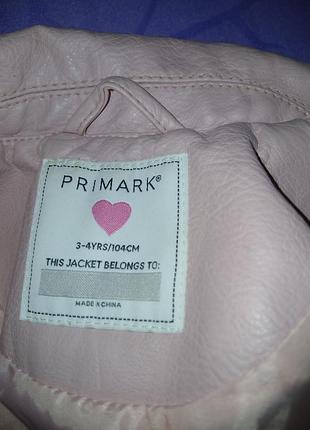 PRIMARK®
3-4YRS/104CM
THIS JACKET BELONGS TO:
MADE IN CHINA